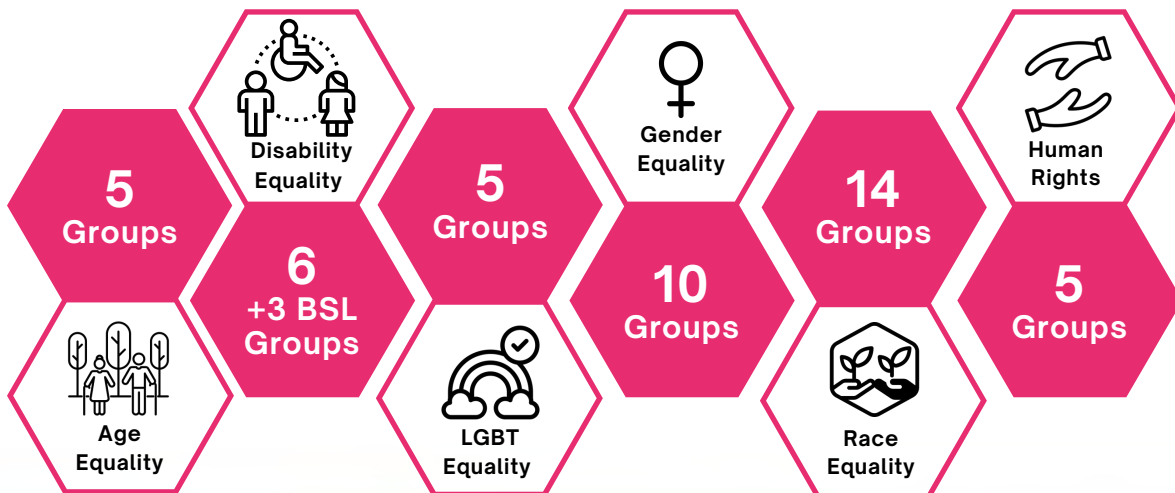 5
Groups
Age
Equality
Disability
Equality
6
+3 BSL
Groups
5
Groups
LGBT
Equality
Gender
Equality
10
Groups
14
Groups
Race
Equality
Human
Rights
5
Groups